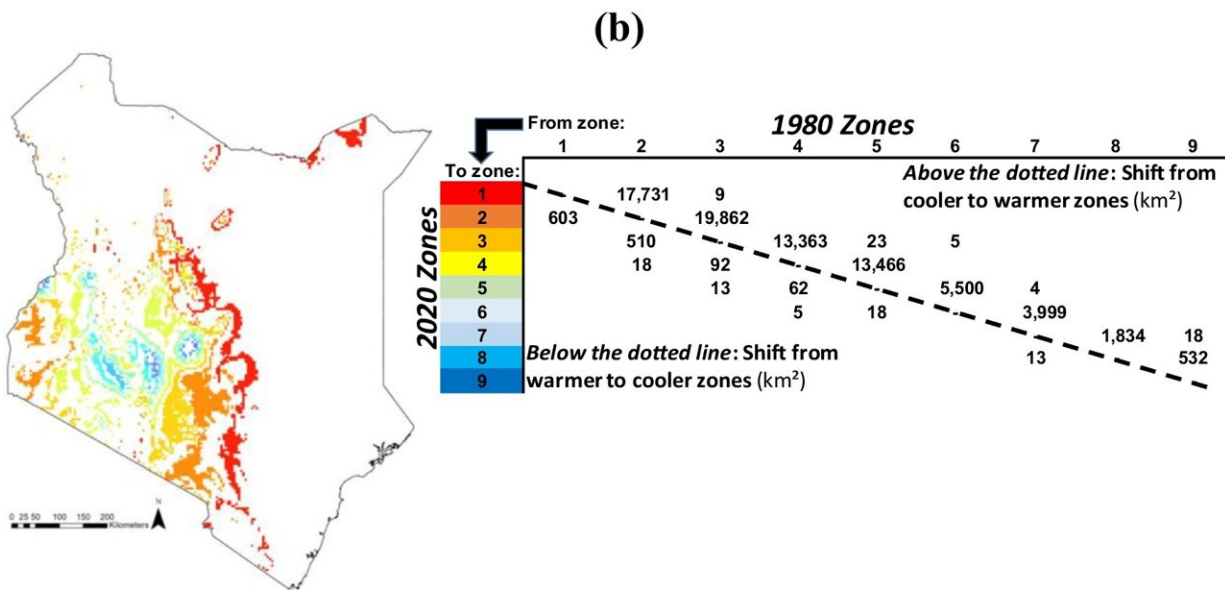 (b)
From zone: 1980 Zones
1 2 3 4 5 6 7 8 9
To zone:
2020 Zones
Above the dotted line: Shift from
cooler to warmer zones (km²)
1 17,731 9
2 603 19,862
3 510 13,363 23 5
4 18 92 13,466
5 13 62 5,500 4
6 5 18 3,999
7 1,834 18
8 13 532
9
Below the dotted line: Shift from
warmer to cooler zones (km²)
N
0 25 50 100 150 200
Kilometers